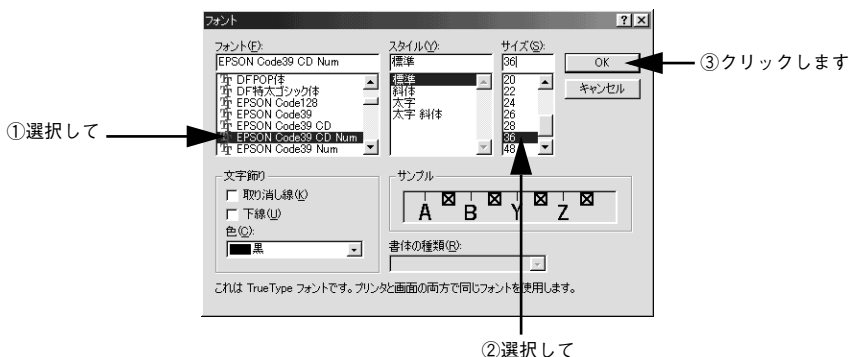 フォント
フォント(F):
EPSON Code39 CD Num
DFPOP体
DF特太ゴシック体
EPSON Code128
EPSON Code39
EPSON Code39 CD
EPSON Code39 CD Num
EPSON Code39 Num
スタイル(Y):
標準
標準
斜体
太字
太字 斜体
サイズ(S):
36
20
22
24
26
28
36
48
OK
キャンセル
③クリックします
①選択して
文字飾り
取り消し線(K)
下線(U)
色(C):
黒
サンプル
A B Y Z
書体の種類(R):
これは TrueType フォントです。プリンタと画面の両方で同じフォントを使用します。
②選択して